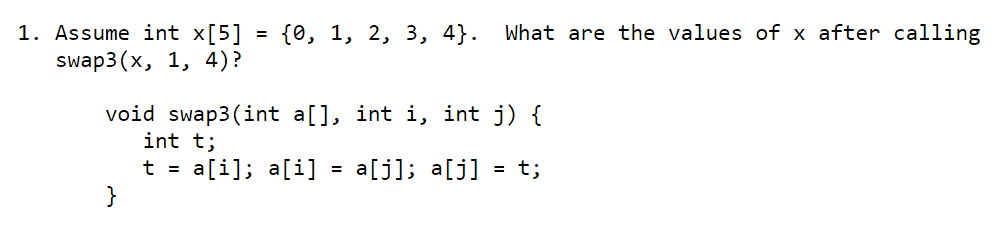 1. Assume int x[5] = {0, 1, 2, 3, 4}.  What are the values of x after calling
swap3(x, 1, 4)?
void swap3(int a[], int i, int j) {
int t;
t = a[i]; a[i] = a[j]; a[j] = t;
}